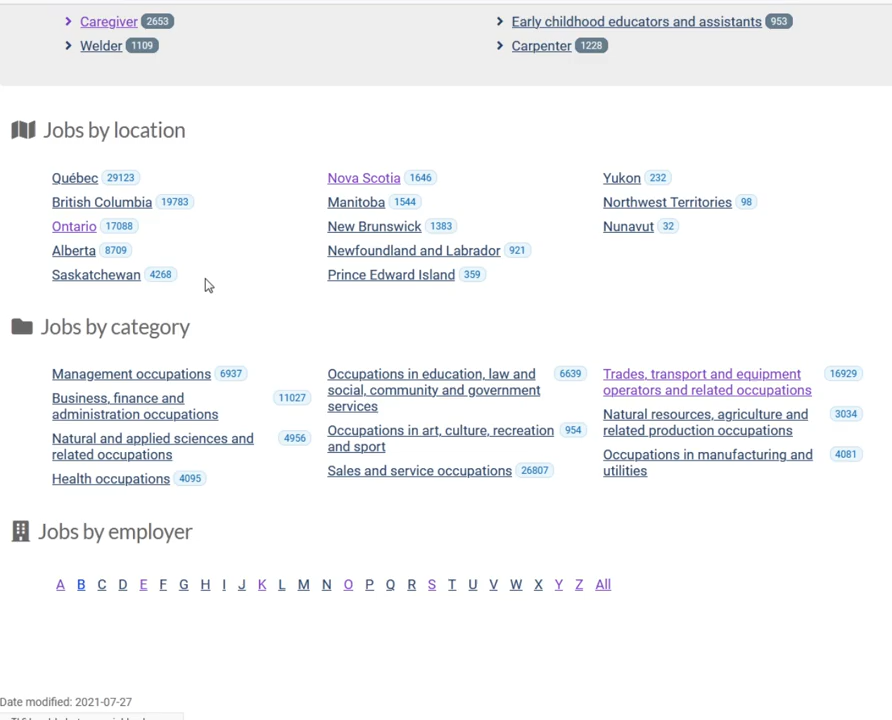 Caregiver 2653
Early childhood educators and assistants 953
Welder 1109
Carpenter 1228
Jobs by location
Québec 29123
British Columbia 19783
Ontario 17088
Alberta 8709
Saskatchewan 4268
Nova Scotia 1646
Manitoba 1544
New Brunswick 1383
Newfoundland and Labrador 921
Prince Edward Island 359
Yukon 232
Northwest Territories 98
Nunavut 32
Jobs by category
Management occupations 6937
Business, finance and 11027
administration occupations
Natural and applied sciences and 4956
related occupations
Health occupations 4095
Occupations in education, law and 6639
social, community and government
services
Occupations in art, culture, recreation 954
and sport
Sales and service occupations 26807
Trades, transport and equipment 16929
operators and related occupations
Natural resources, agriculture and 3034
related production occupations
Occupations in manufacturing and 4081
utilities
Jobs by employer
A B C D E F G H I J K L M N O P Q R S T U V W X Y Z All
Date modified: 2021-07-27